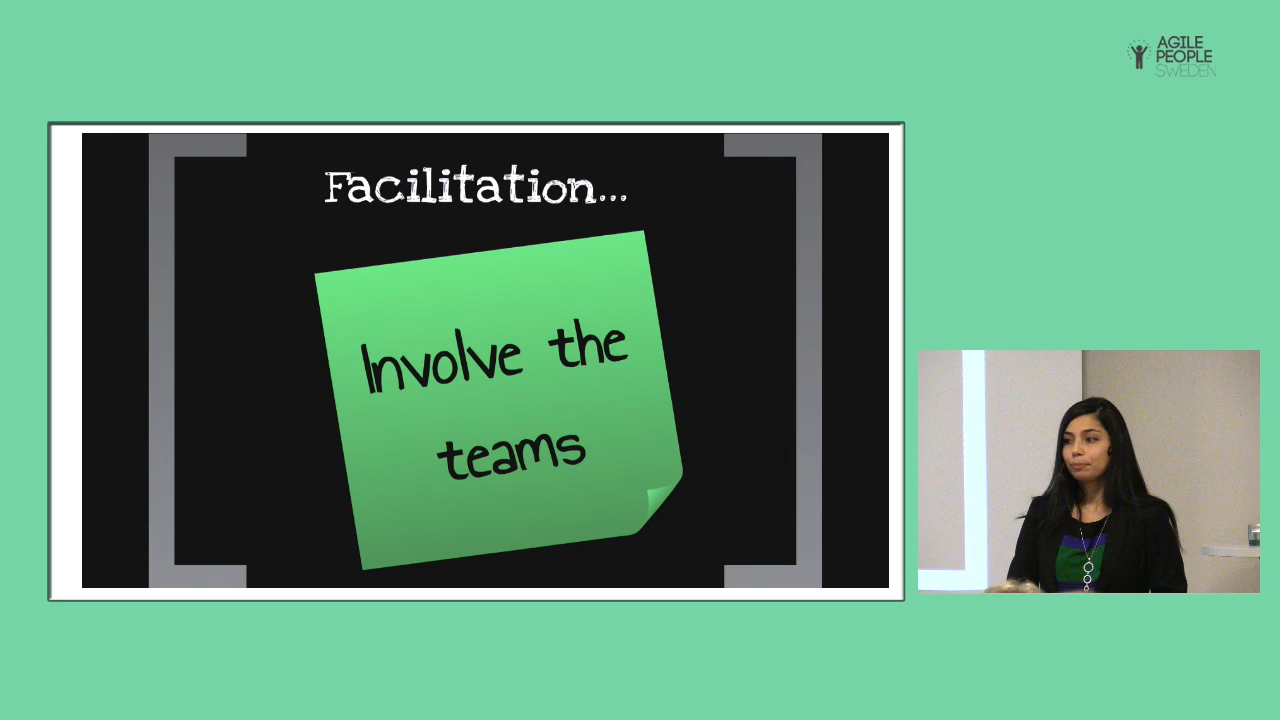 AGILE
PEOPLE
SWEDEN
Facilitation...
Involve the
teams